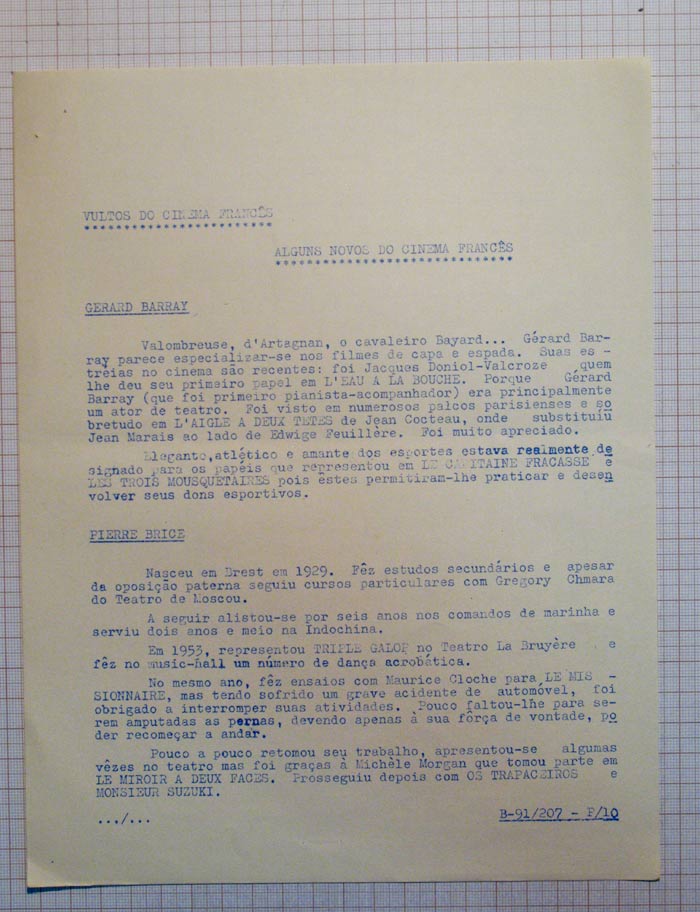 VULTOS DO CINEMA FRANCÊS
ALGUNS NOVOS DO CINEMA FRANCÊS
GERARD BARRAY
Valombreuse, d'Artagnan, o cavaleiro Bayard... Gérard Bar-
ray parece especializar-se nos filmes de capa e espada. Suas es -
tréias no cinema são recentes: foi Jacques Doniol-Valcroze quem
lhe deu seu primeiro papel em L'EAU A LA BOUCHE. Porque Gérard
Barray (que foi primeiro pianista-acompanhador) era principalmente
um ator de teatro. Foi visto em numerosos palcos parisienses e so
bretudo em L'AIGLE A DEUX TETES de Jean Cocteau, onde substituiu
Jean Marais ao lado de Edwige Feuillère. Foi muito apreciado.
Elegante, atlético e amante dos esportes estava realmente de
signado para os papéis que representou em LE CAPITAINE FRACASSE e
LES TROIS MOUSQUETAIRES pois êstes permitiram-lhe praticar e desen
volver seus dons esportivos.
PIERRE BRICE
Nasceu em Brest em 1929. Fêz estudos secundários e apesar
da oposição paterna seguiu cursos particulares com Gregory Chmara
do Teatro de Moscou.
A seguir alistou-se por seis anos nos comandos de marinha e
serviu dois anos e meio na Indochina.
Em 1953, representou TRIPLE GALOP no Teatro La Bruyère e
fêz no music-hall um número de dança acrobática.
No mesmo ano, fêz ensaios com Maurice Cloche para LE MIS -
SIONNAIRE, mas tendo sofrido um grave acidente de automóvel, foi
obrigado a interromper suas atividades. Pouco faltou-lhe para se-
rem amputadas as pernas, devendo apenas à sua fôrça de vontade, po
der recomeçar a andar.
Pouco a pouco retomou seu trabalho, apresentou-se algumas
vêzes no teatro mas foi graças à Michèle Morgan que tomou parte em
LE MIROIR A DEUX FACES. Prosseguiu depois com OS TRAPACEIROS e
MONSIEUR SUZUKI.
.../...
B-91/207 - F/10